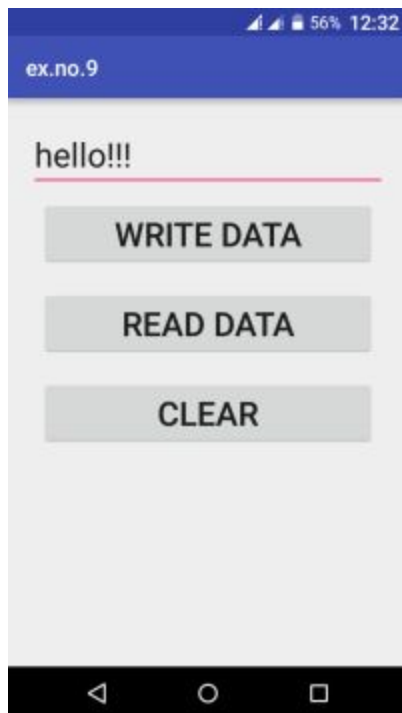 56% 12:32
ex.no.9
hello!!!
WRITE DATA
READ DATA
CLEAR